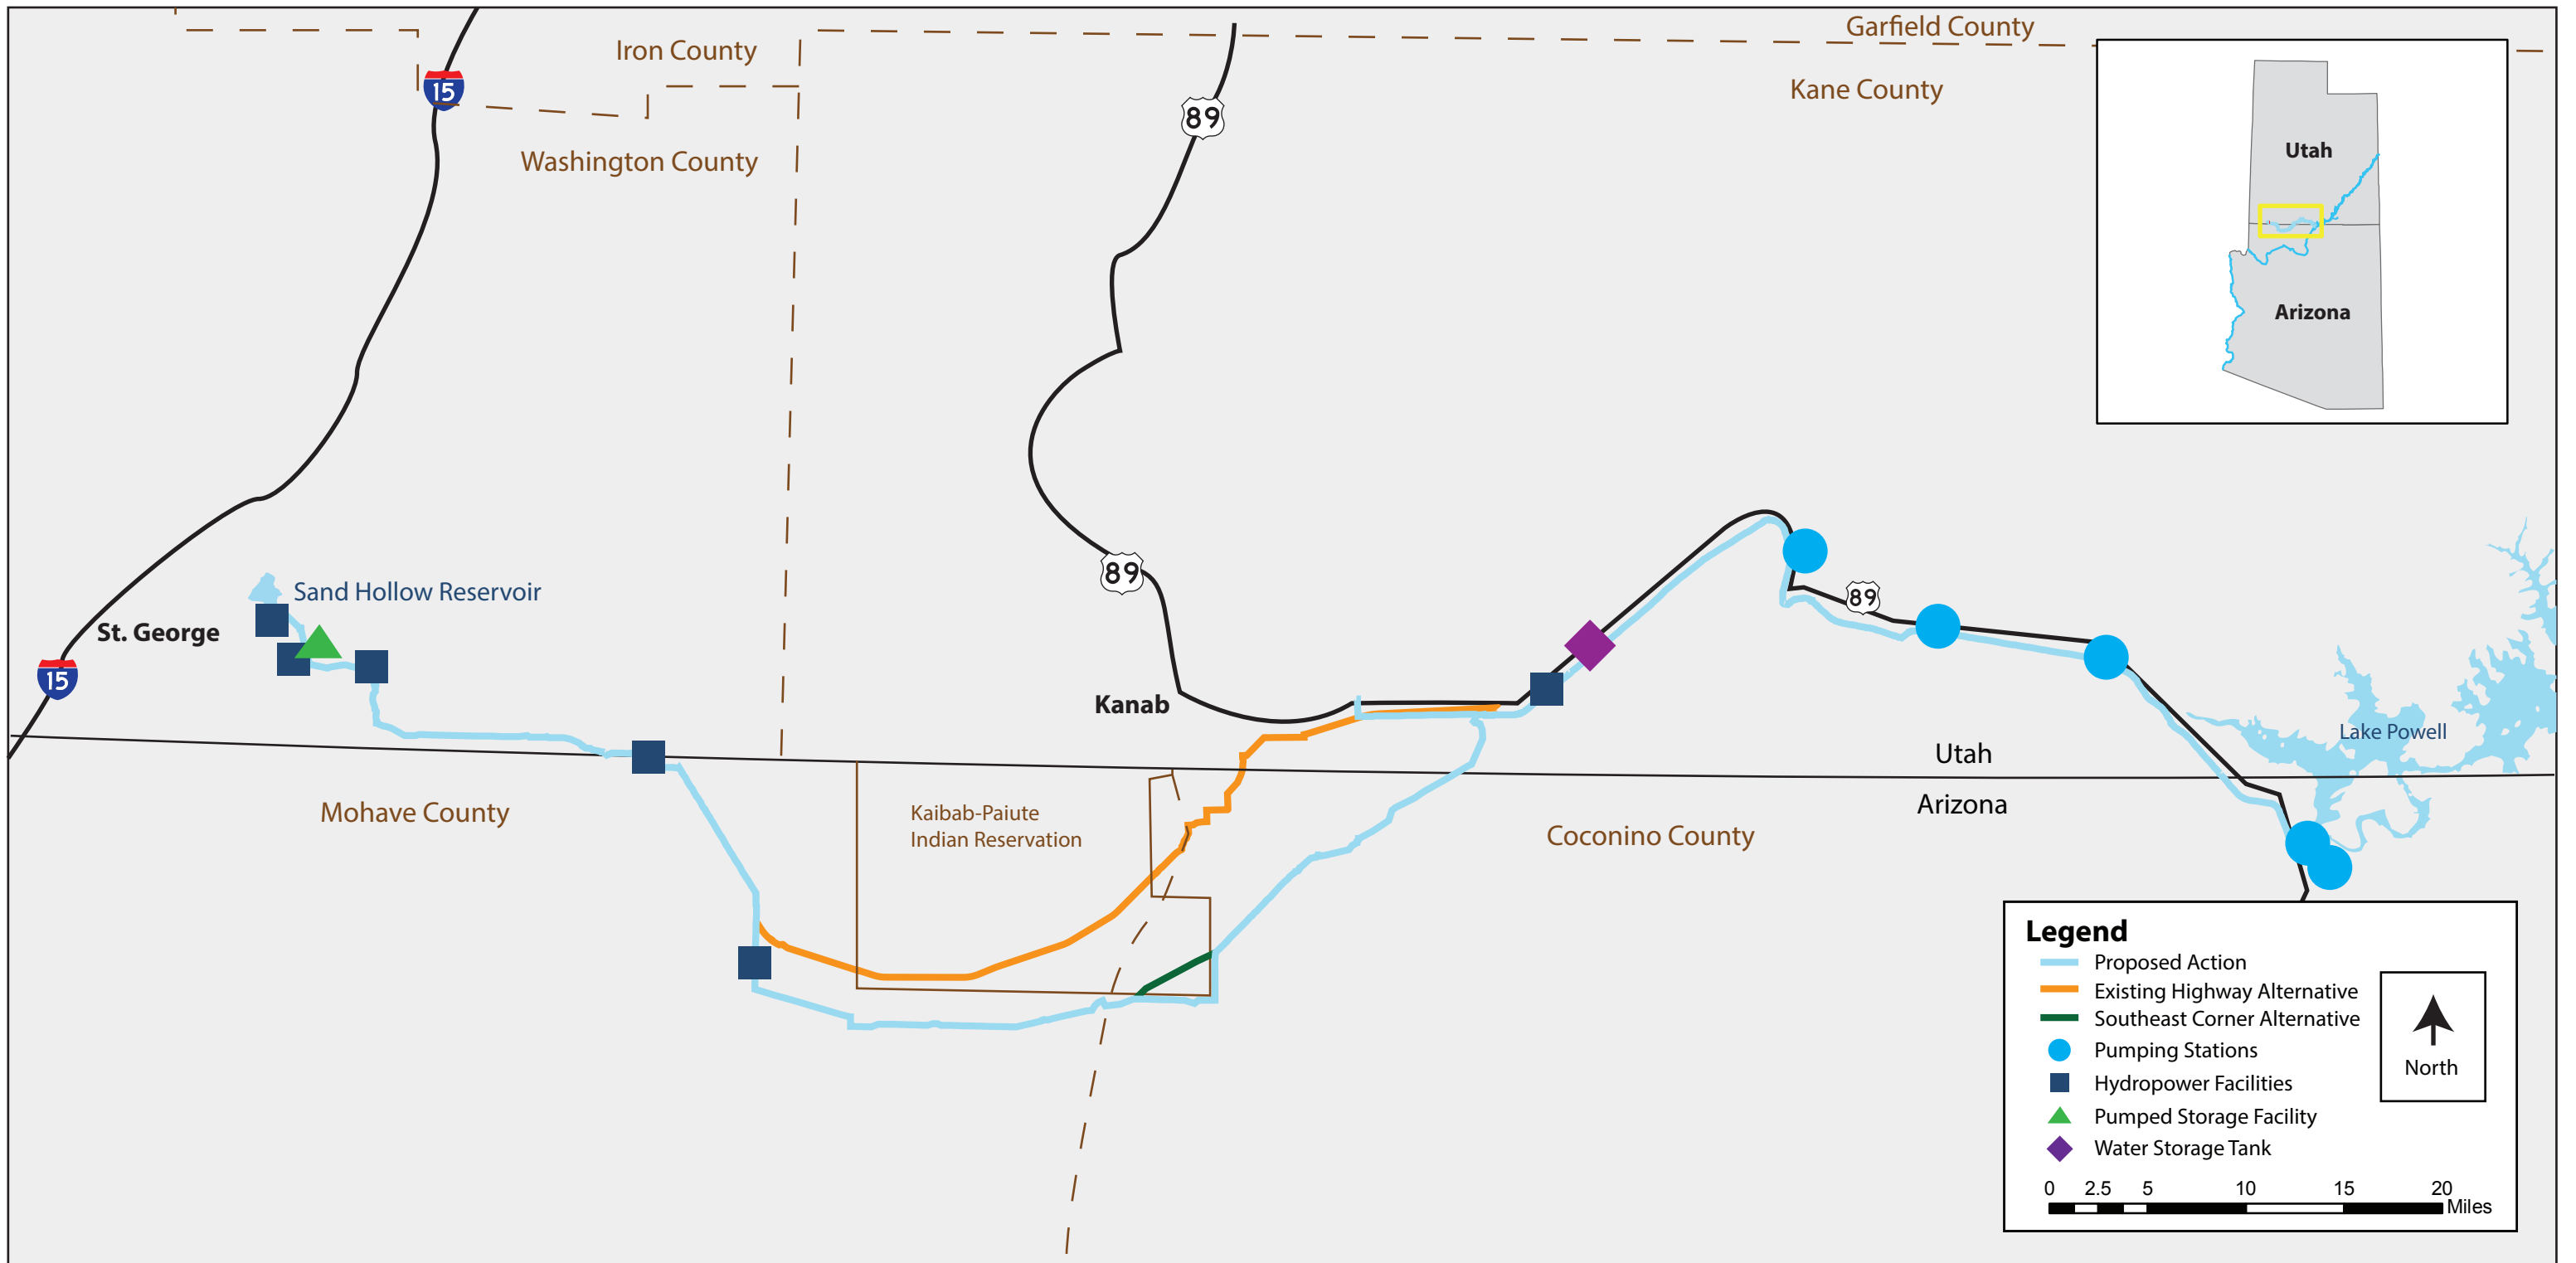 Garfield County
Iron County
15
Kane County
89
Utah
Washington County
Arizona
89
Sand Hollow Reservoir
89
St. George
15
Kanab
Lake Powell
Utah
Arizona
Mohave County
Kaibab-Paiute
Indian Reservation
Coconino County
Legend
Proposed Action
Existing Highway Alternative
Southeast Corner Alternative
Pumping Stations
Hydropower Facilities
Pumped Storage Facility
Water Storage Tank
North
0 2.5 5 10 15 20
Miles